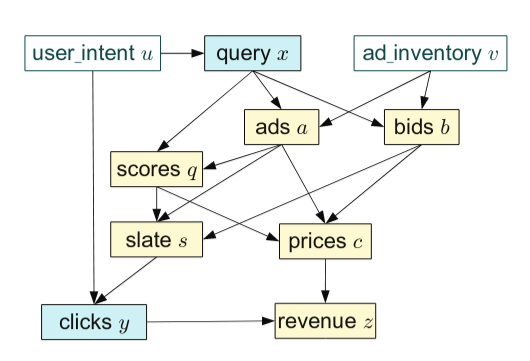 user_intent u
query x
ad_inventory v
ads a
bids b
scores q
slate s
prices c
clicks y
revenue z